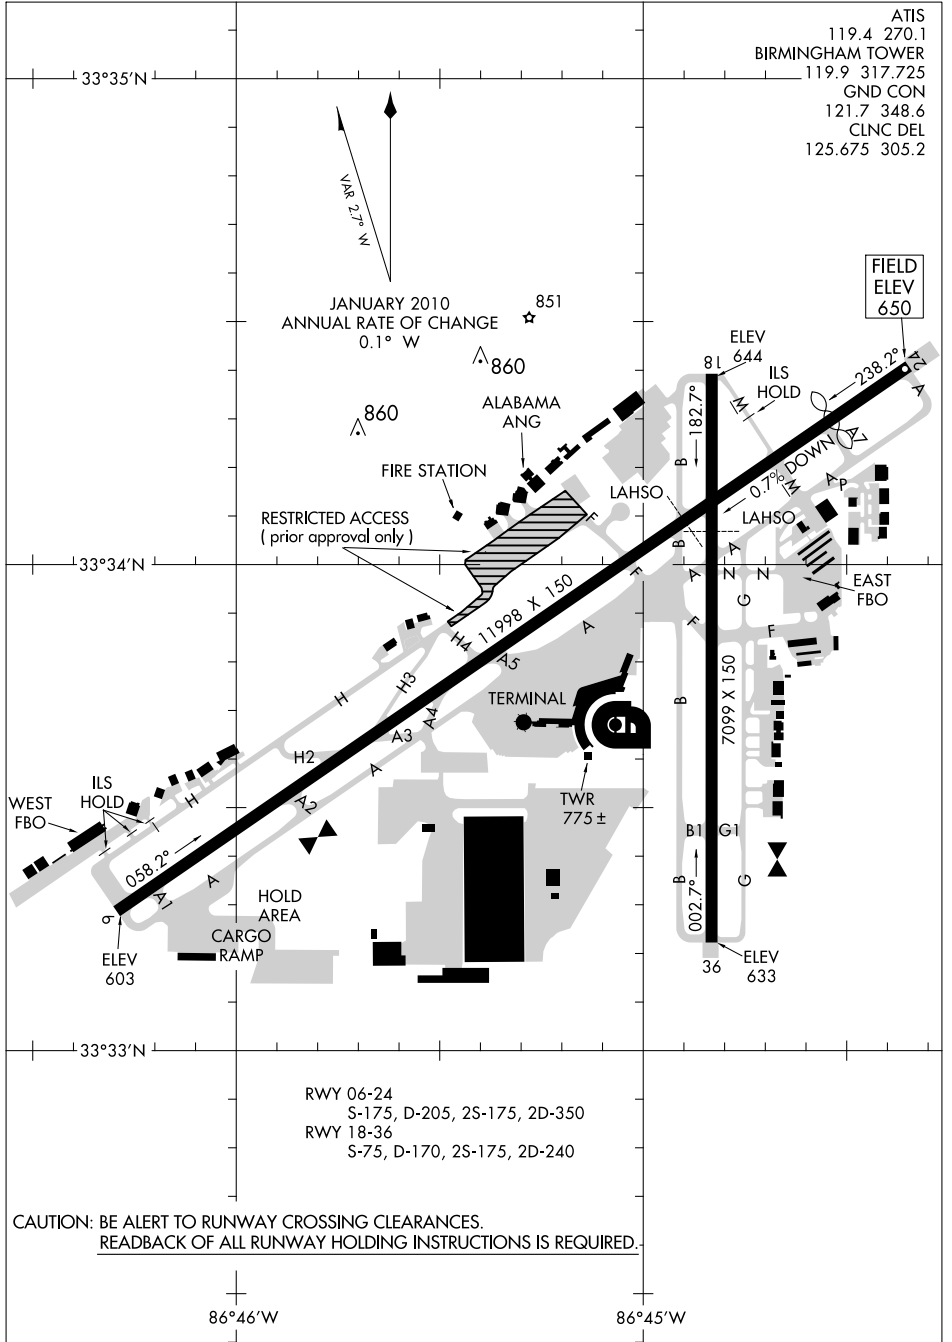 ATIS
119.4 270.1
BIRMINGHAM TOWER
119.9 317.725
GND CON
121.7 348.6
CLNC DEL
125.675 305.2
33°35'N
VAR 2.7° W
JANUARY 2010
ANNUAL RATE OF CHANGE
0.1° W
851
860
860
FIELD
ELEV
650
ELEV
644
18
ILS
HOLD
M
238.2°
24
A
182.7°
B
A7
0.7% DOWN
M
A
P
ALABAMA
ANG
FIRE STATION
LAHSO
LAHSO
RESTRICTED ACCESS
( prior approval only )
F
B
A
33°34'N
F
A
N
N
EAST
FBO
11998 X 150
G
A
F
F
H4
A5
H
H3
TERMINAL
B
7099 X 150
A4
A3
H2
A
TWR
775 ±
WEST
FBO
ILS
HOLD
H
A2
B1
G1
058.2°
A
A1
HOLD
AREA
B
002.7°
G
6
ELEV
603
CARGO
RAMP
36
ELEV
633
33°33'N
RWY 06-24
S-175, D-205, 2S-175, 2D-350
RWY 18-36
S-75, D-170, 2S-175, 2D-240
CAUTION: BE ALERT TO RUNWAY CROSSING CLEARANCES.
READBACK OF ALL RUNWAY HOLDING INSTRUCTIONS IS REQUIRED.
86°46'W
86°45'W